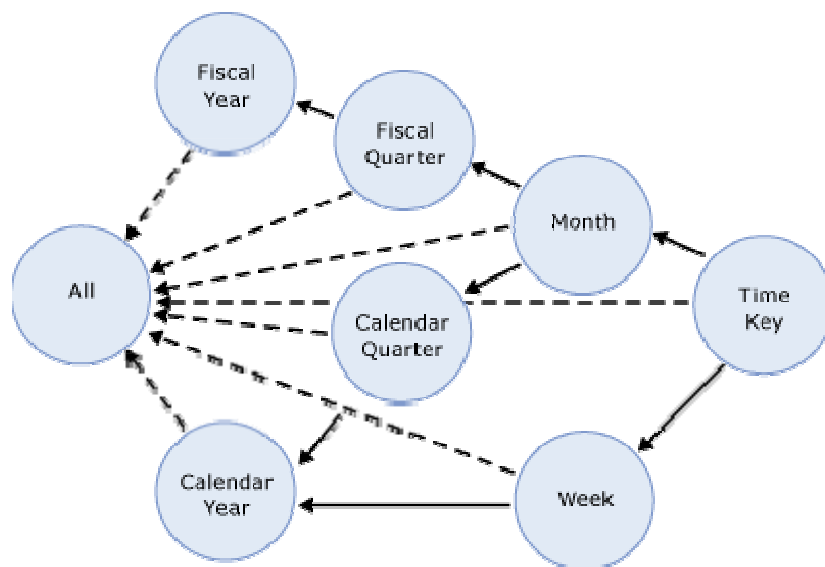 Fiscal
Year
Fiscal
Quarter
Month
All
Time
Key
Calendar
Quarter
Calendar
Year
Week